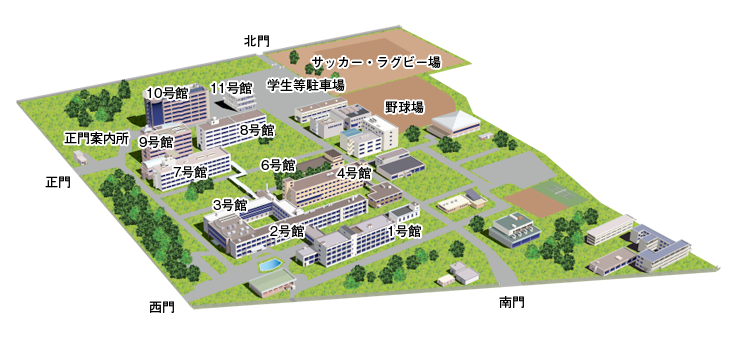 北門
サッカー・ラグビー場
学生等駐車場
11号館
10号館
野球場
8号館
正門案内所
9号館
6号館
7号館
4号館
正門
3号館
2号館
1号館
西門
南門